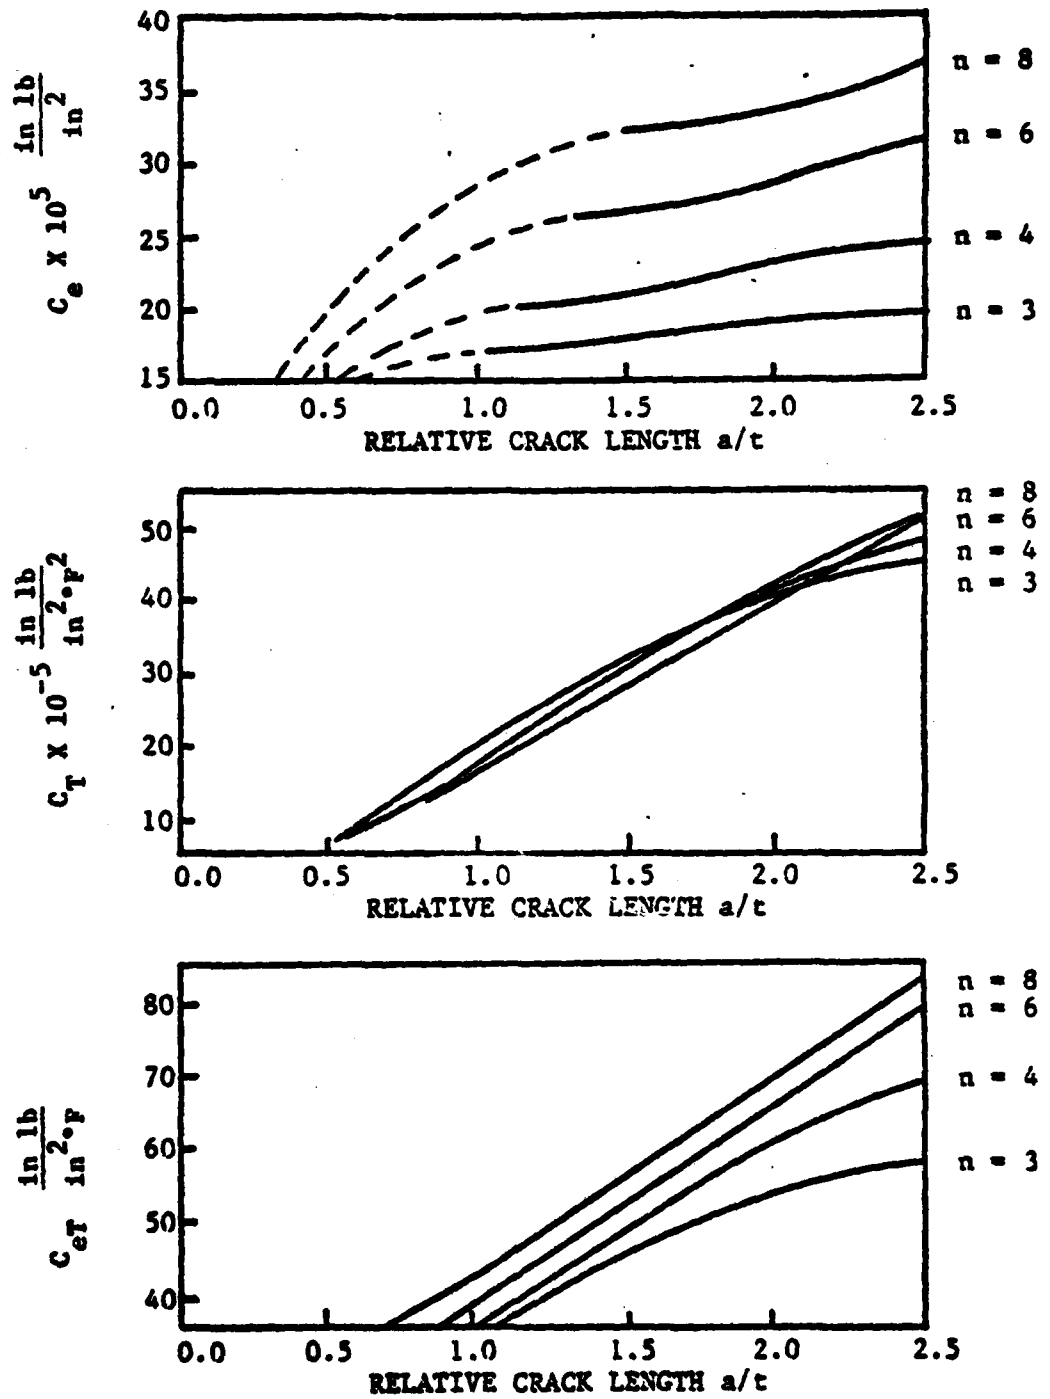 40
35
30
25
20
15
C_e X 10^5 in lb / in^2
n = 8
n = 6
n = 4
n = 3
0.0 0.5 1.0 1.5 2.0 2.5
RELATIVE CRACK LENGTH a/t
50
40
30
20
10
C_T X 10^-5 in lb / in^2 °F^2
n = 8
n = 6
n = 4
n = 3
0.0 0.5 1.0 1.5 2.0 2.5
RELATIVE CRACK LENGTH a/t
80
70
60
50
40
C_eT in lb / in^2 °F
n = 8
n = 6
n = 4
n = 3
0.0 0.5 1.0 1.5 2.0 2.5
RELATIVE CRACK LENGTH a/t